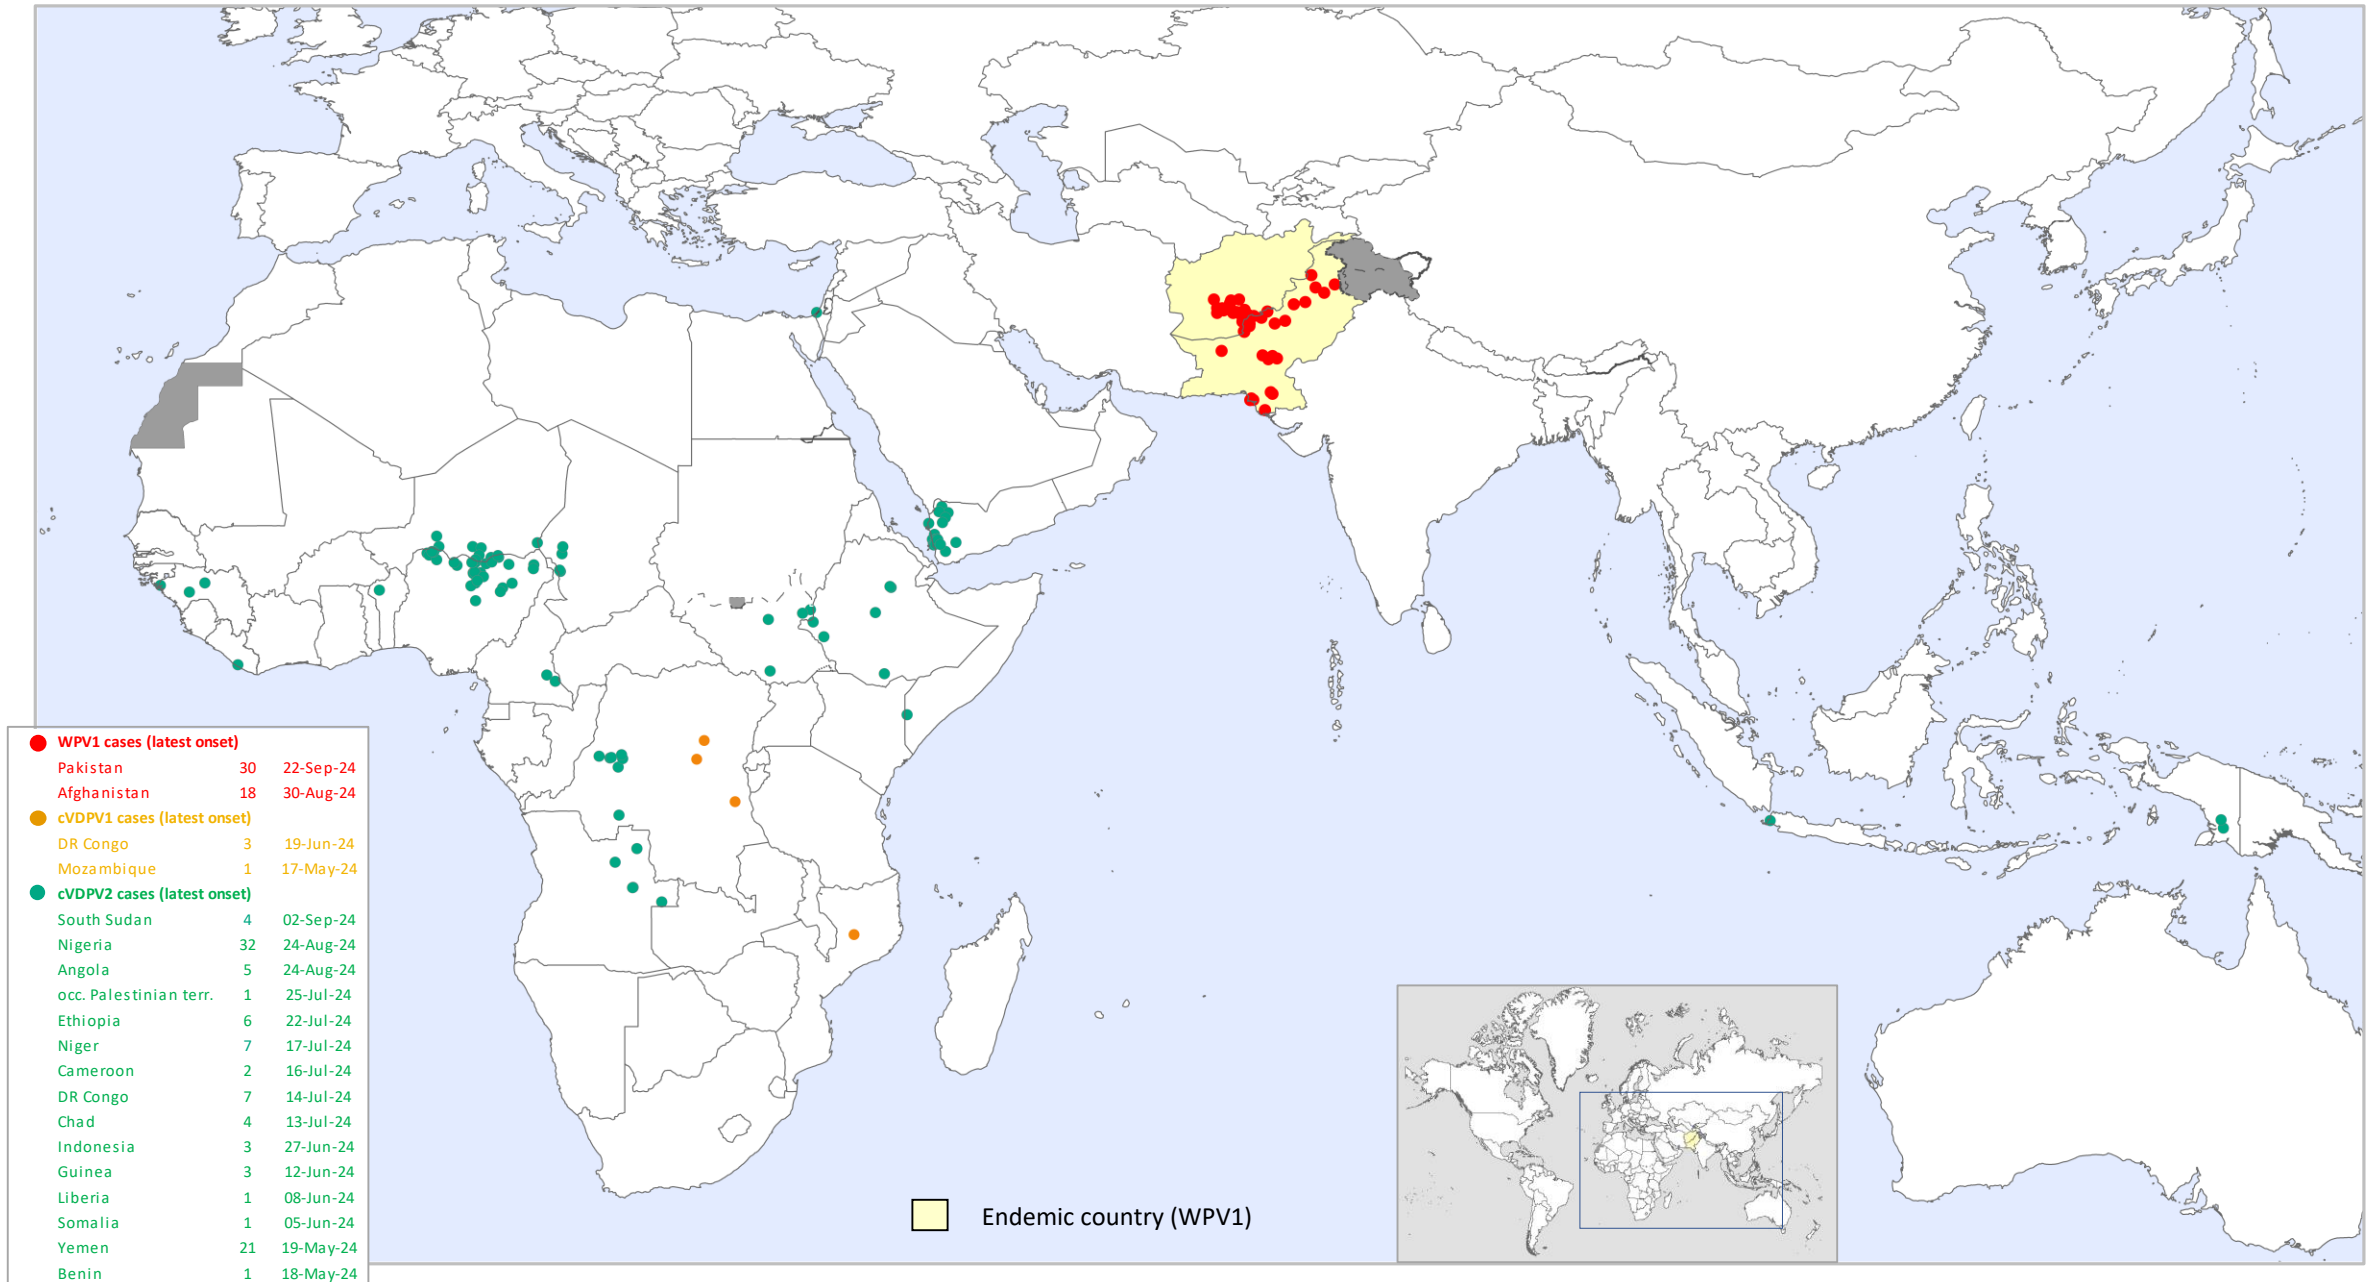 WPV1 cases (latest onset)
Pakistan 30 22-Sep-24
Afghanistan 18 30-Aug-24
cVDPV1 cases (latest onset)
DR Congo 3 19-Jun-24
Mozambique 1 17-May-24
cVDPV2 cases (latest onset)
South Sudan 4 02-Sep-24
Nigeria 32 24-Aug-24
Angola 5 24-Aug-24
occ. Palestinian terr. 1 25-Jul-24
Ethiopia 6 22-Jul-24
Niger 7 17-Jul-24
Cameroon 2 16-Jul-24
DR Congo 7 14-Jul-24
Chad 4 13-Jul-24
Indonesia 3 27-Jun-24
Guinea 3 12-Jun-24
Liberia 1 08-Jun-24
Somalia 1 05-Jun-24
Yemen 21 19-May-24
Benin 1 18-May-24
Endemic country (WPV1)